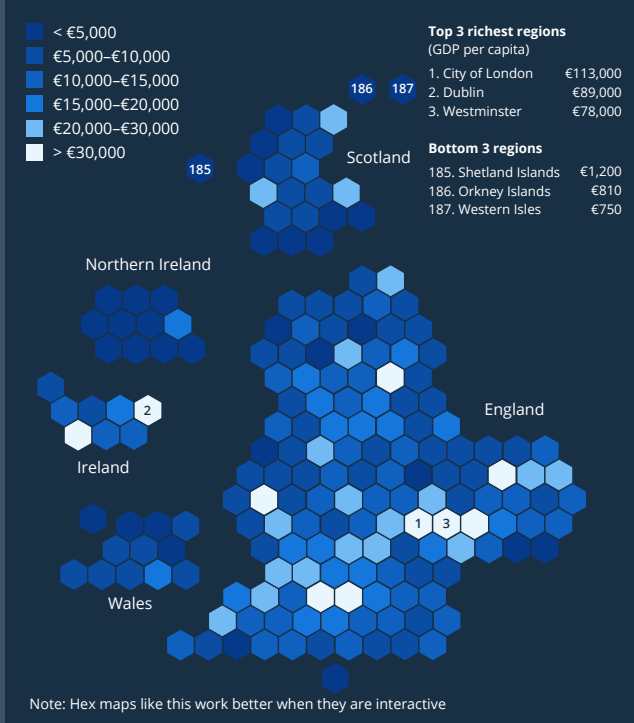 < €5,000
€5,000–€10,000
€10,000–€15,000
€15,000–€20,000
€20,000–€30,000
> €30,000
Top 3 richest regions
(GDP per capita)
1. City of London €113,000
2. Dublin €89,000
3. Westminster €78,000
Bottom 3 regions
185. Shetland Islands €1,200
186. Orkney Islands €810
187. Western Isles €750
186 187
Scotland
185
Northern Ireland
2
England
Ireland
1 3
Wales
Note: Hex maps like this work better when they are interactive